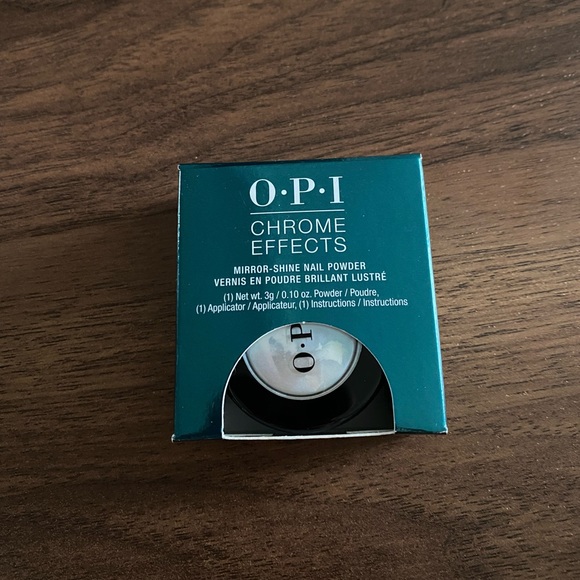 O·P·I
CHROME
EFFECTS
MIRROR-SHINE NAIL POWDER
VERNIS EN POUDRE BRILLANT LUSTRÉ
(1) Net wt. 3g / 0.10 oz. Powder / Poudre,
(1) Applicator / Applicateur, (1) Instructions / Instructions
O·P